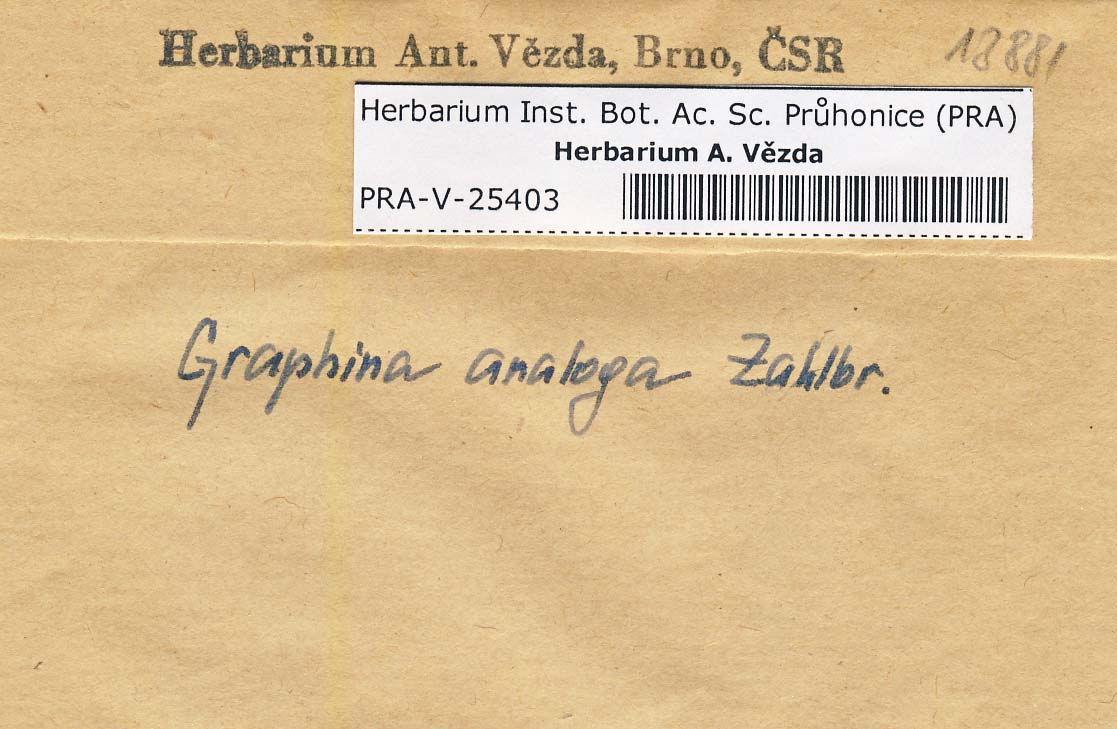 Herbarium Ant. Vězda, Brno, ČSR
18881
Herbarium Inst. Bot. Ac. Sc. Průhonice (PRA)
Herbarium A. Vězda
PRA-V-25403
Graphina analoga Zahlbr.